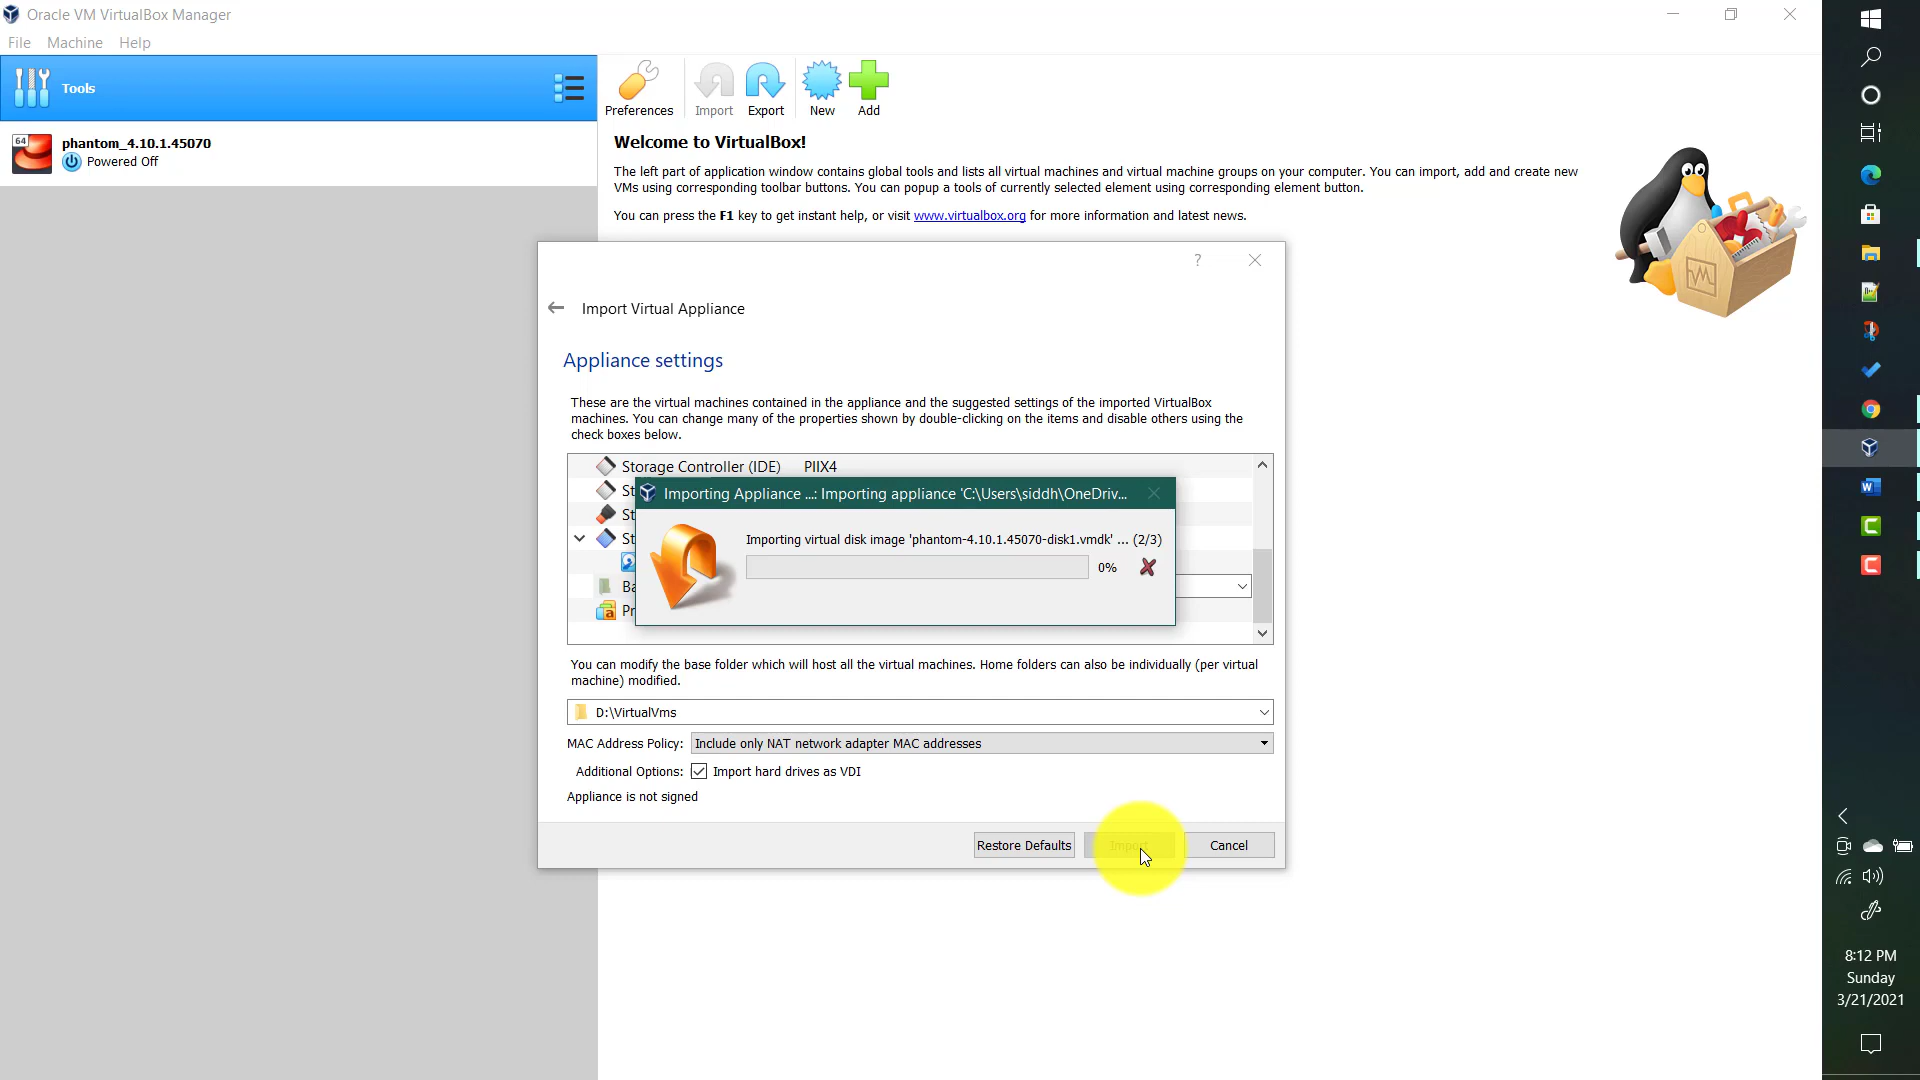 Oracle VM VirtualBox Manager
File Machine Help
Tools
64
phantom_4.10.1.45070
Powered Off
Preferences
Import
Export
New
Add
Welcome to VirtualBox!
The left part of application window contains global tools and lists all virtual machines and virtual machine groups on your computer. You can import, add and create new
VMs using corresponding toolbar buttons. You can popup a tools of currently selected element using corresponding element button.
You can press the F1 key to get instant help, or visit www.virtualbox.org for more information and latest news.
?
Import Virtual Appliance
Appliance settings
These are the virtual machines contained in the appliance and the suggested settings of the imported VirtualBox
machines. You can change many of the properties shown by double-clicking on the items and disable others using the
check boxes below.
Storage Controller (IDE) PIIX4
St
St
St
Ba
Pr
Importing Appliance ...: Importing appliance 'C:\Users\siddh\OneDriv...
Importing virtual disk image 'phantom-4.10.1.45070-disk1.vmdk' ... (2/3)
0%
You can modify the base folder which will host all the virtual machines. Home folders can also be individually (per virtual
machine) modified.
D:\VirtualVms
MAC Address Policy: Include only NAT network adapter MAC addresses
Additional Options: Import hard drives as VDI
Appliance is not signed
Restore Defaults
Import
Cancel
8:12 PM
Sunday
3/21/2021